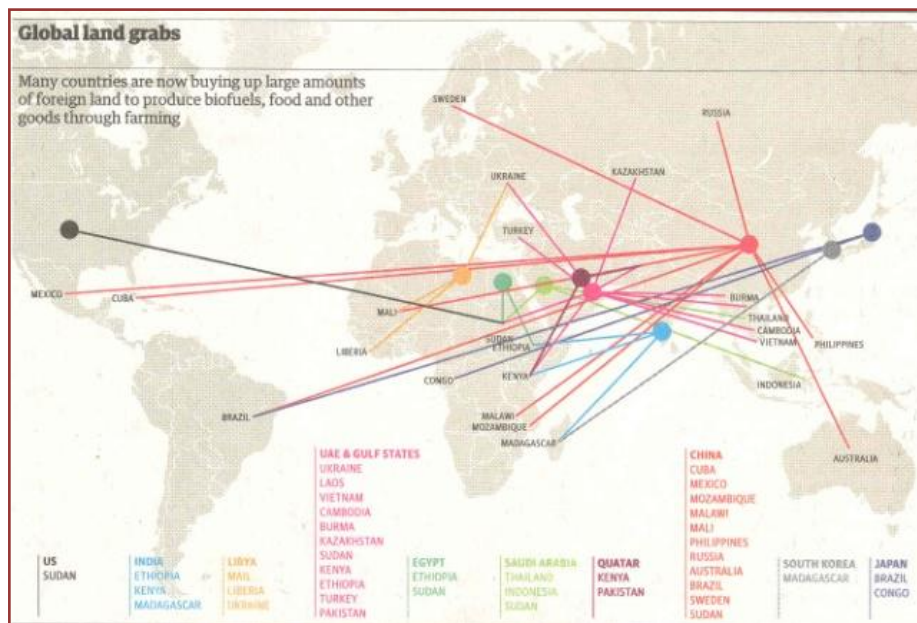 Global land grabs
Many countries are now buying up large amounts
of foreign land to produce biofuels, food and other
goods through farming
SWEDEN
RUSSIA
UKRAINE
KAZAKHSTAN
TURKEY
MEXICO
CUBA
MALI
BURMA
THAILAND
CAMBODIA
VIETNAM
PHILIPPINES
SUDAN
ETHIOPIA
LIBERIA
CONGO
KENYA
INDONESIA
BRAZIL
MALAWI
MOZAMBIQUE
MADAGASCAR
AUSTRALIA
US
SUDAN
INDIA
ETHIOPIA
KENYA
MADAGASCAR
LIBYA
MAIL
LIBERIA
UKRAINE
UAE & GULF STATES
UKRAINE
LAOS
VIETNAM
CAMBODIA
BURMA
KAZAKHSTAN
SUDAN
KENYA
ETHIOPIA
TURKEY
PAKISTAN
EGYPT
ETHIOPIA
SUDAN
SAUDI ARABIA
THAILAND
INDONESIA
SUDAN
QUATAR
KENYA
PAKISTAN
CHINA
CUBA
MEXICO
MOZAMBIQUE
MALAWI
MALI
PHILIPPINES
RUSSIA
AUSTRALIA
BRAZIL
SWEDEN
SUDAN
SOUTH KOREA
MADAGASCAR
JAPAN
BRAZIL
CONGO